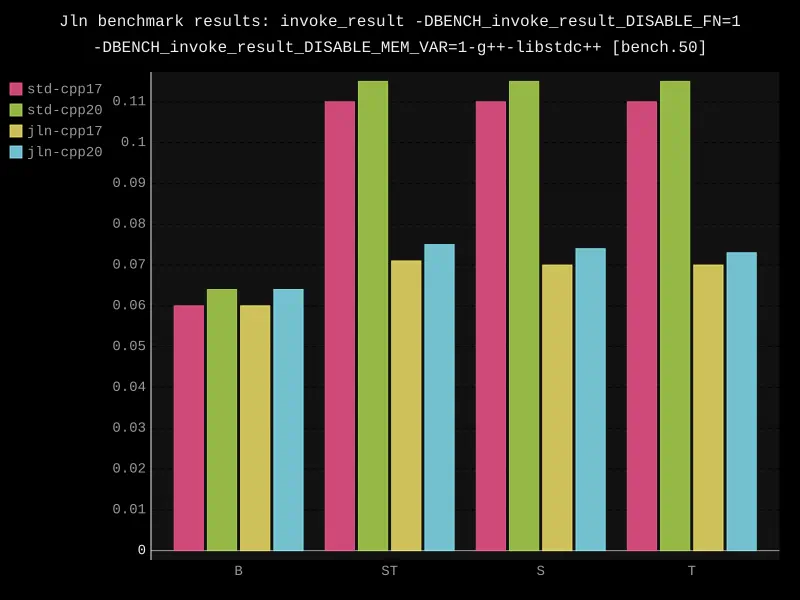 Jln benchmark results: invoke_result -DBENCH_invoke_result_DISABLE_FN=1
-DBENCH_invoke_result_DISABLE_MEM_VAR=1-g++-libstdc++ [bench.50]
std-cpp17
std-cpp20
jln-cpp17
jln-cpp20
0.11
0.1
0.09
0.08
0.07
0.06
0.05
0.04
0.03
0.02
0.01
0
B ST S T